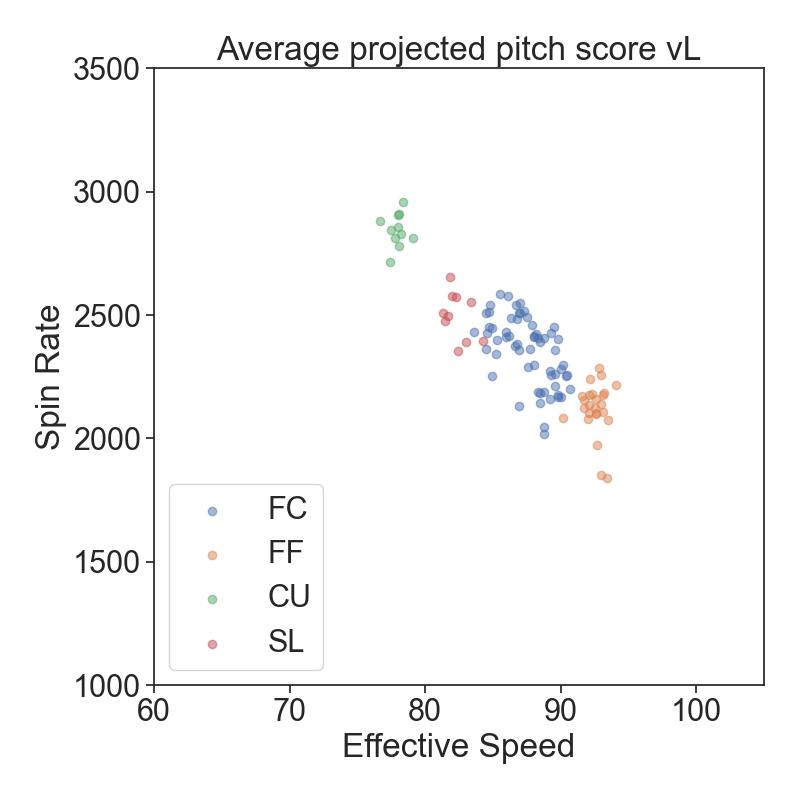 Average projected pitch score vL
3500
3000
2500
2000
1500
1000
Spin Rate
FC
FF
CU
SL
60
70
80
90
100
Effective Speed